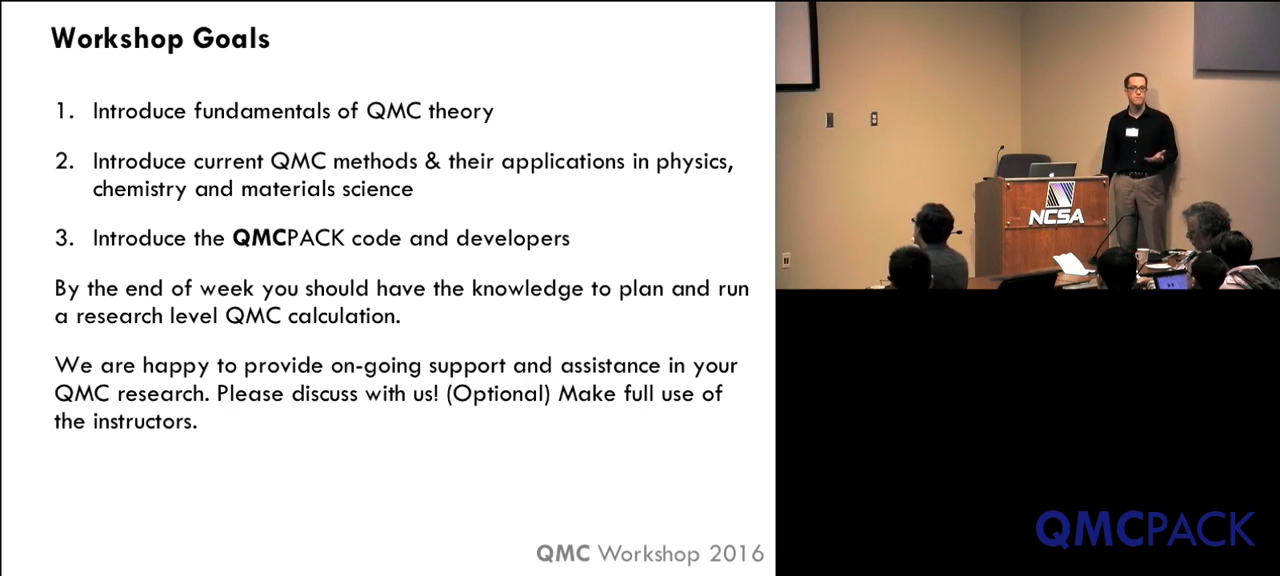 Workshop Goals
1. Introduce fundamentals of QMC theory
2. Introduce current QMC methods & their applications in physics,
chemistry and materials science
3. Introduce the QMCPACK code and developers
By the end of week you should have the knowledge to plan and run
a research level QMC calculation.
We are happy to provide on-going support and assistance in your
QMC research. Please discuss with us! (Optional) Make full use of
the instructors.
QMC Workshop 2016
NCSA
QMCPACK